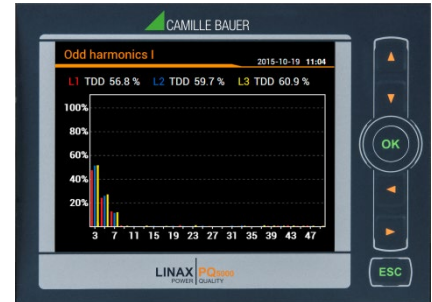 CAMILLE BAUER
Odd harmonics I
2015-10-19 11:04
L1 TDD 56.8 % L2 TDD 59.7 % L3 TDD 60.9 %
100%
80%
60%
40%
20%
3 7 11 15 19 23 27 31 35 39 43 47
OK
LINAX PQ5000
POWER QUALITY
ESC